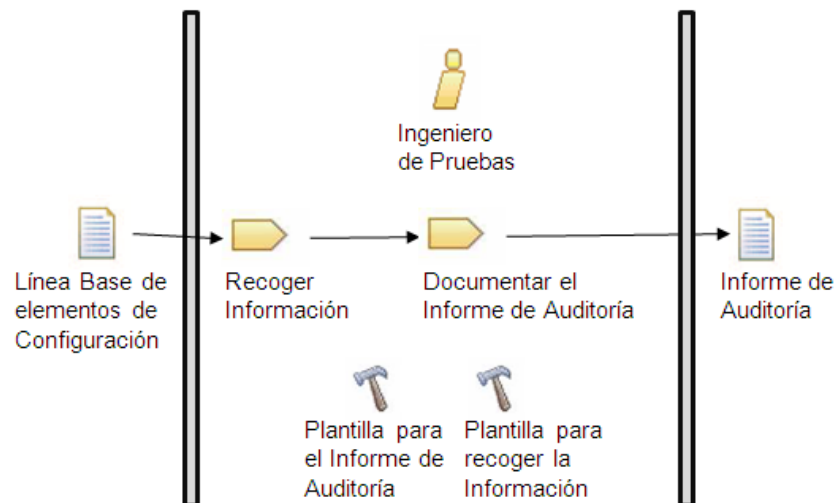 Ingeniero
de Pruebas
Línea Base de
elementos de
Configuración
Recoger
Información
Documentar el
Informe de Auditoría
Informe de
Auditoría
Plantilla para
el Informe de
Auditoría
Plantilla para
recoger la
Información